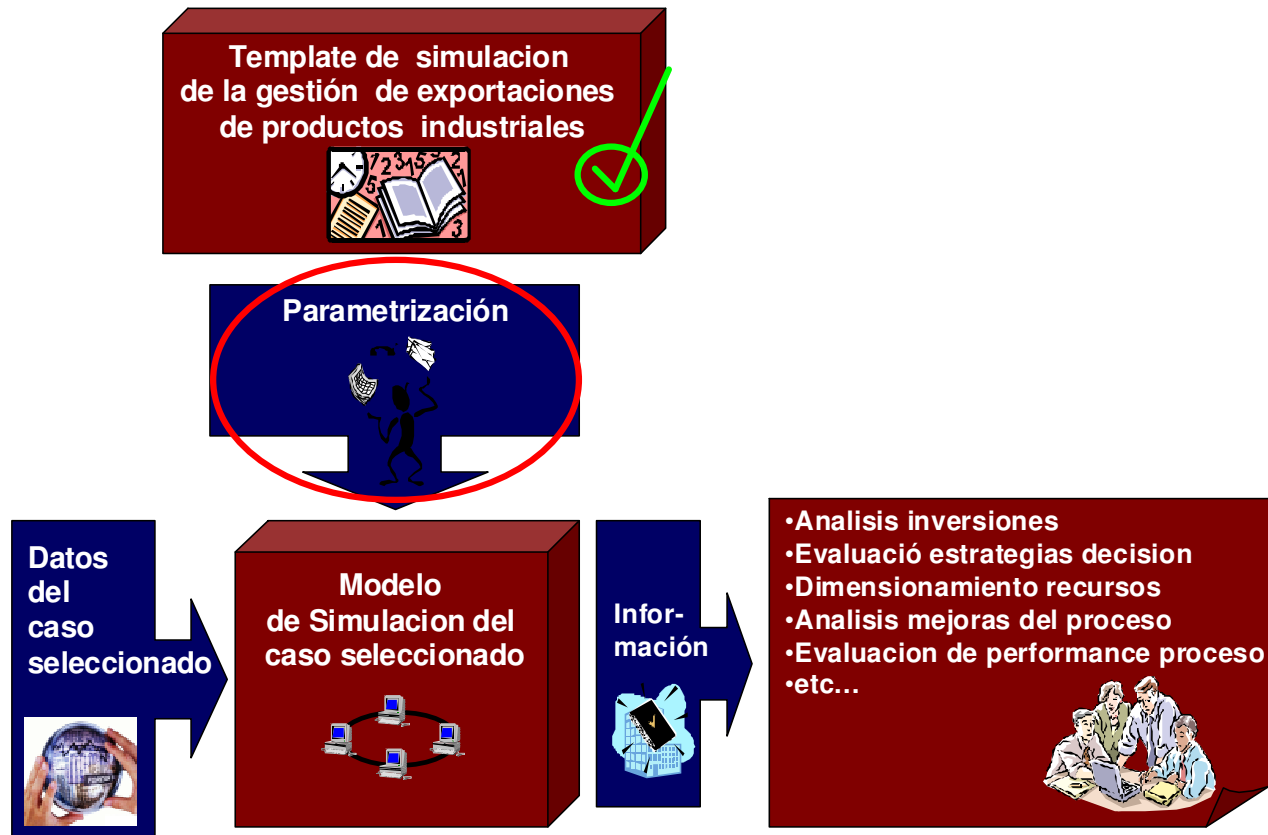 Template de simulacion
de la gestión de exportaciones
de productos industriales
Parametrización
Datos
del
caso
seleccionado
Modelo
de Simulacion del
caso seleccionado
Infor-
mación
•Analisis inversiones
•Evaluació estrategias decision
•Dimensionamiento recursos
•Analisis mejoras del proceso
•Evaluacion de performance proceso
•etc...